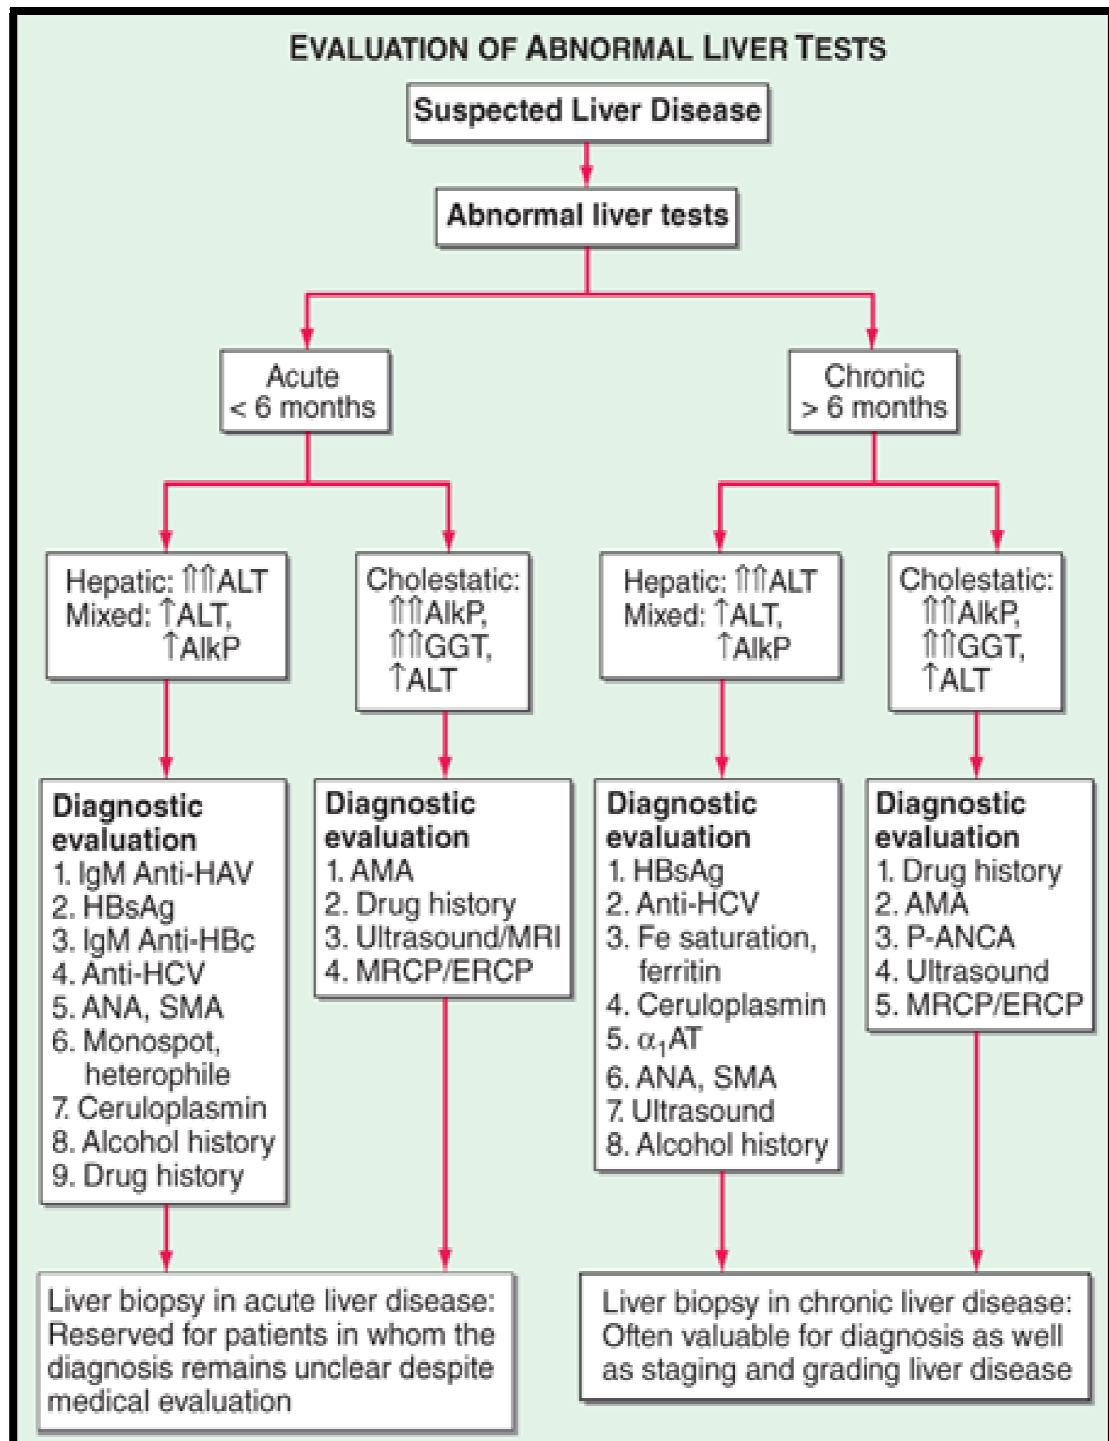 EVALUATION OF ABNORMAL LIVER TESTS
Suspected Liver Disease
Abnormal liver tests
Acute
< 6 months
Chronic
> 6 months
Hepatic: ⇑⇑ALT
Mixed: ↑ALT,
↑AlkP
Cholestatic:
⇑⇑AlkP,
⇑⇑GGT,
↑ALT
Hepatic: ⇑⇑ALT
Mixed: ↑ALT,
↑AlkP
Cholestatic:
⇑⇑AlkP,
⇑⇑GGT,
↑ALT
Diagnostic
evaluation
1. IgM Anti-HAV
2. HBsAg
3. IgM Anti-HBc
4. Anti-HCV
5. ANA, SMA
6. Monospot,
heterophile
7. Ceruloplasmin
8. Alcohol history
9. Drug history
Diagnostic
evaluation
1. AMA
2. Drug history
3. Ultrasound/MRI
4. MRCP/ERCP
Diagnostic
evaluation
1. HBsAg
2. Anti-HCV
3. Fe saturation,
ferritin
4. Ceruloplasmin
5. α₁AT
6. ANA, SMA
7. Ultrasound
8. Alcohol history
Diagnostic
evaluation
1. Drug history
2. AMA
3. P-ANCA
4. Ultrasound
5. MRCP/ERCP
Liver biopsy in acute liver disease:
Reserved for patients in whom the
diagnosis remains unclear despite
medical evaluation
Liver biopsy in chronic liver disease:
Often valuable for diagnosis as well
as staging and grading liver disease